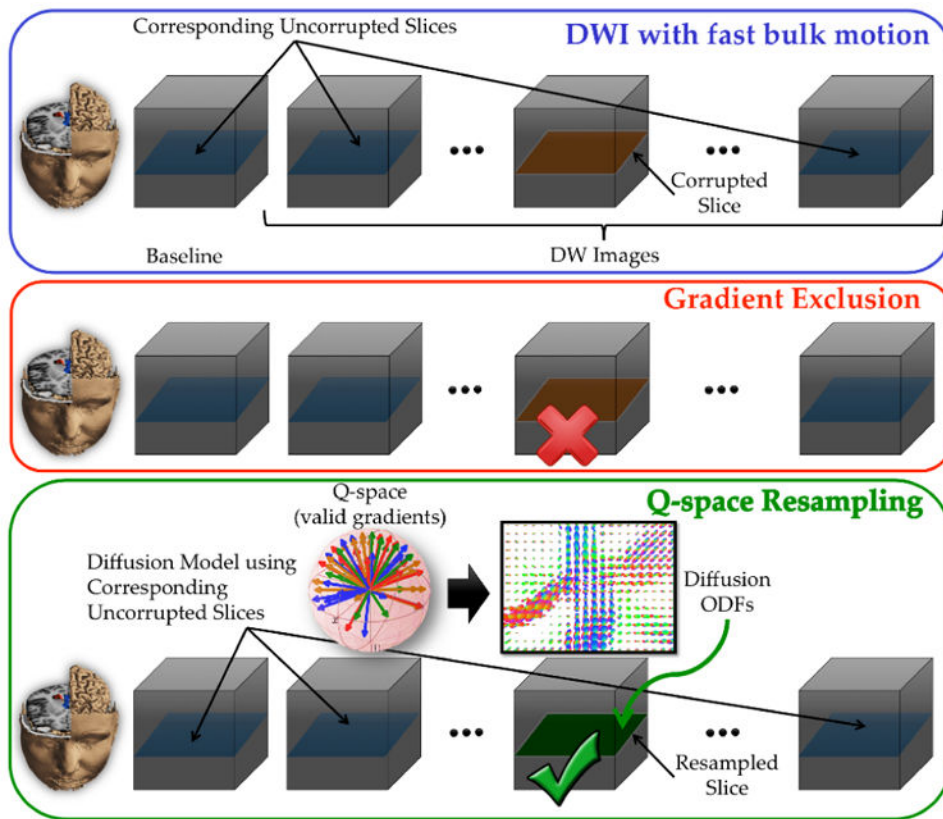 Corresponding Uncorrupted Slices
DWI with fast bulk motion
Corrupted
Slice
Baseline
DW Images
Gradient Exclusion
Q-space
(valid gradients)
Q-space Resampling
Diffusion Model using
Corresponding
Uncorrupted Slices
Diffusion
ODFs
Resampled
Slice